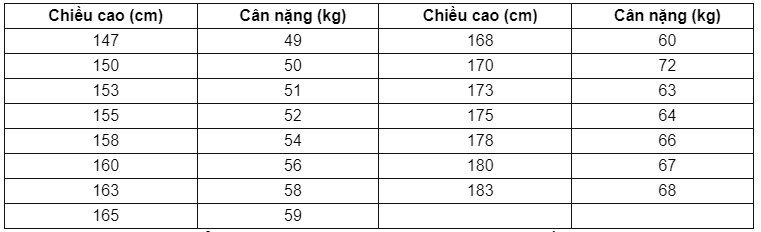 Chiều cao (cm) Cân nặng (kg) Chiều cao (cm) Cân nặng (kg)
147 49 168 60
150 50 170 72
153 51 173 63
155 52 175 64
158 54 178 66
160 56 180 67
163 58 183 68
165 59